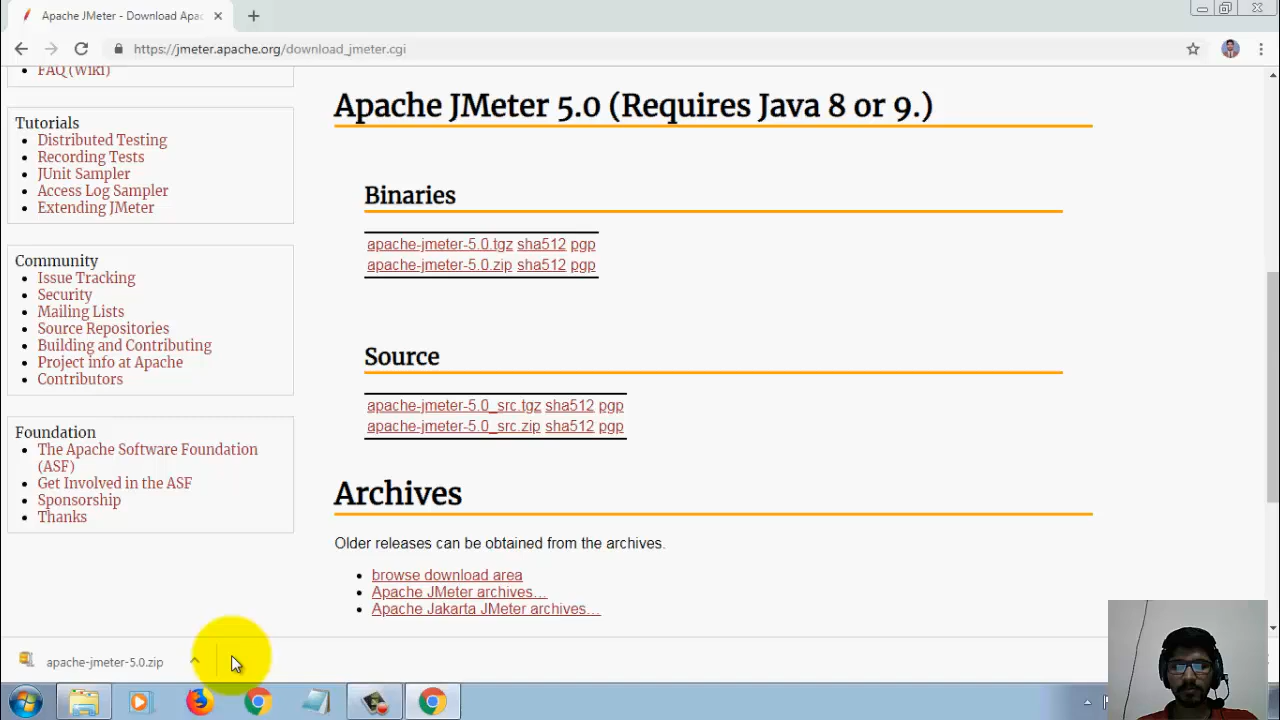 Apache JMeter - Download Apac
https://jmeter.apache.org/download_jmeter.cgi
FAQ (Wiki)
Tutorials
Distributed Testing
Recording Tests
JUnit Sampler
Access Log Sampler
Extending JMeter
Community
Issue Tracking
Security
Mailing Lists
Source Repositories
Building and Contributing
Project info at Apache
Contributors
Foundation
The Apache Software Foundation
(ASF)
Get Involved in the ASF
Sponsorship
Thanks
Apache JMeter 5.0 (Requires Java 8 or 9.)
Binaries
apache-jmeter-5.0.tgz sha512 pgp
apache-jmeter-5.0.zip sha512 pgp
Source
apache-jmeter-5.0_src.tgz sha512 pgp
apache-jmeter-5.0_src.zip sha512 pgp
Archives
Older releases can be obtained from the archives.
browse download area
Apache JMeter archives...
Apache Jakarta JMeter archives...
apache-jmeter-5.0.zip